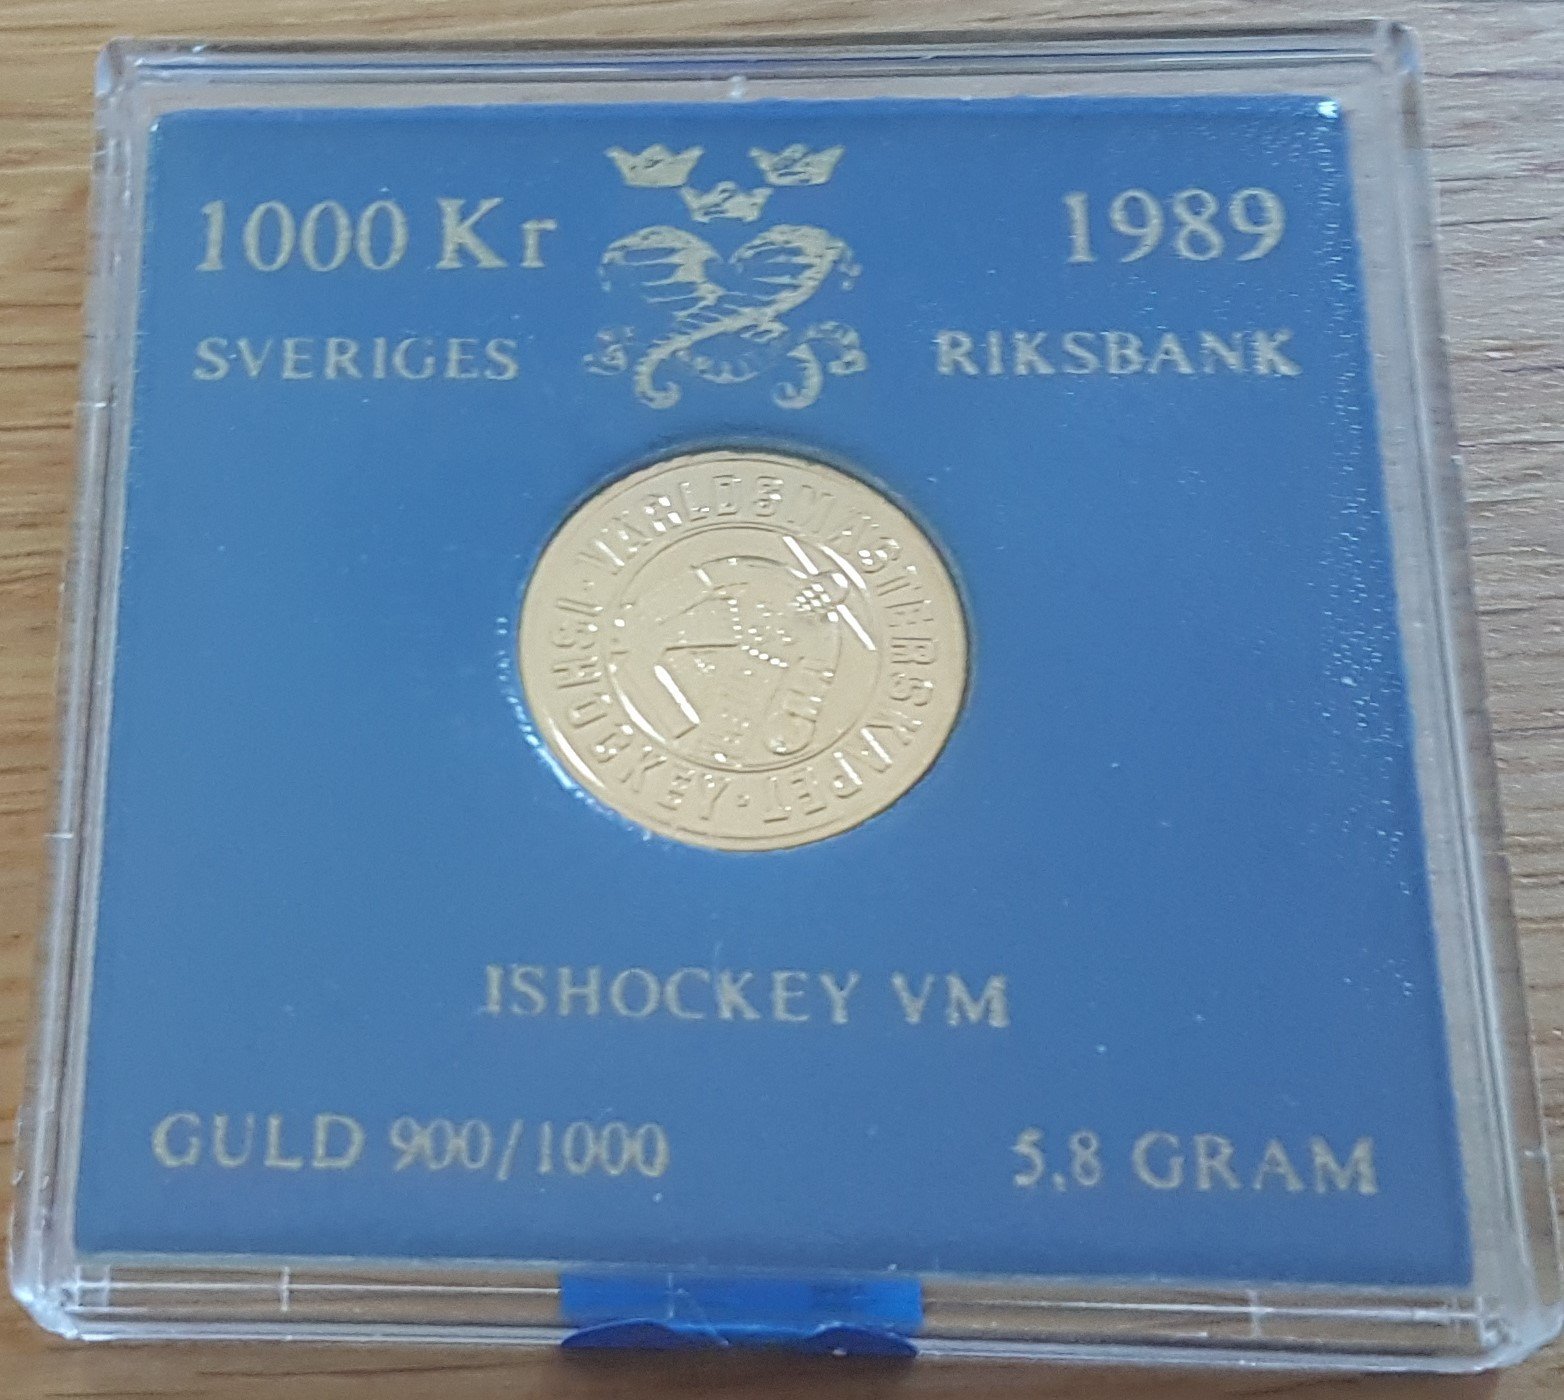 1000 Kr 1989
SVERIGES RIKSBANK
VÄRLDSMÄSTERSKAPET · ISHOCKEY ·
ISHOCKEY VM
GULD 900/1000 5,8 GRAM